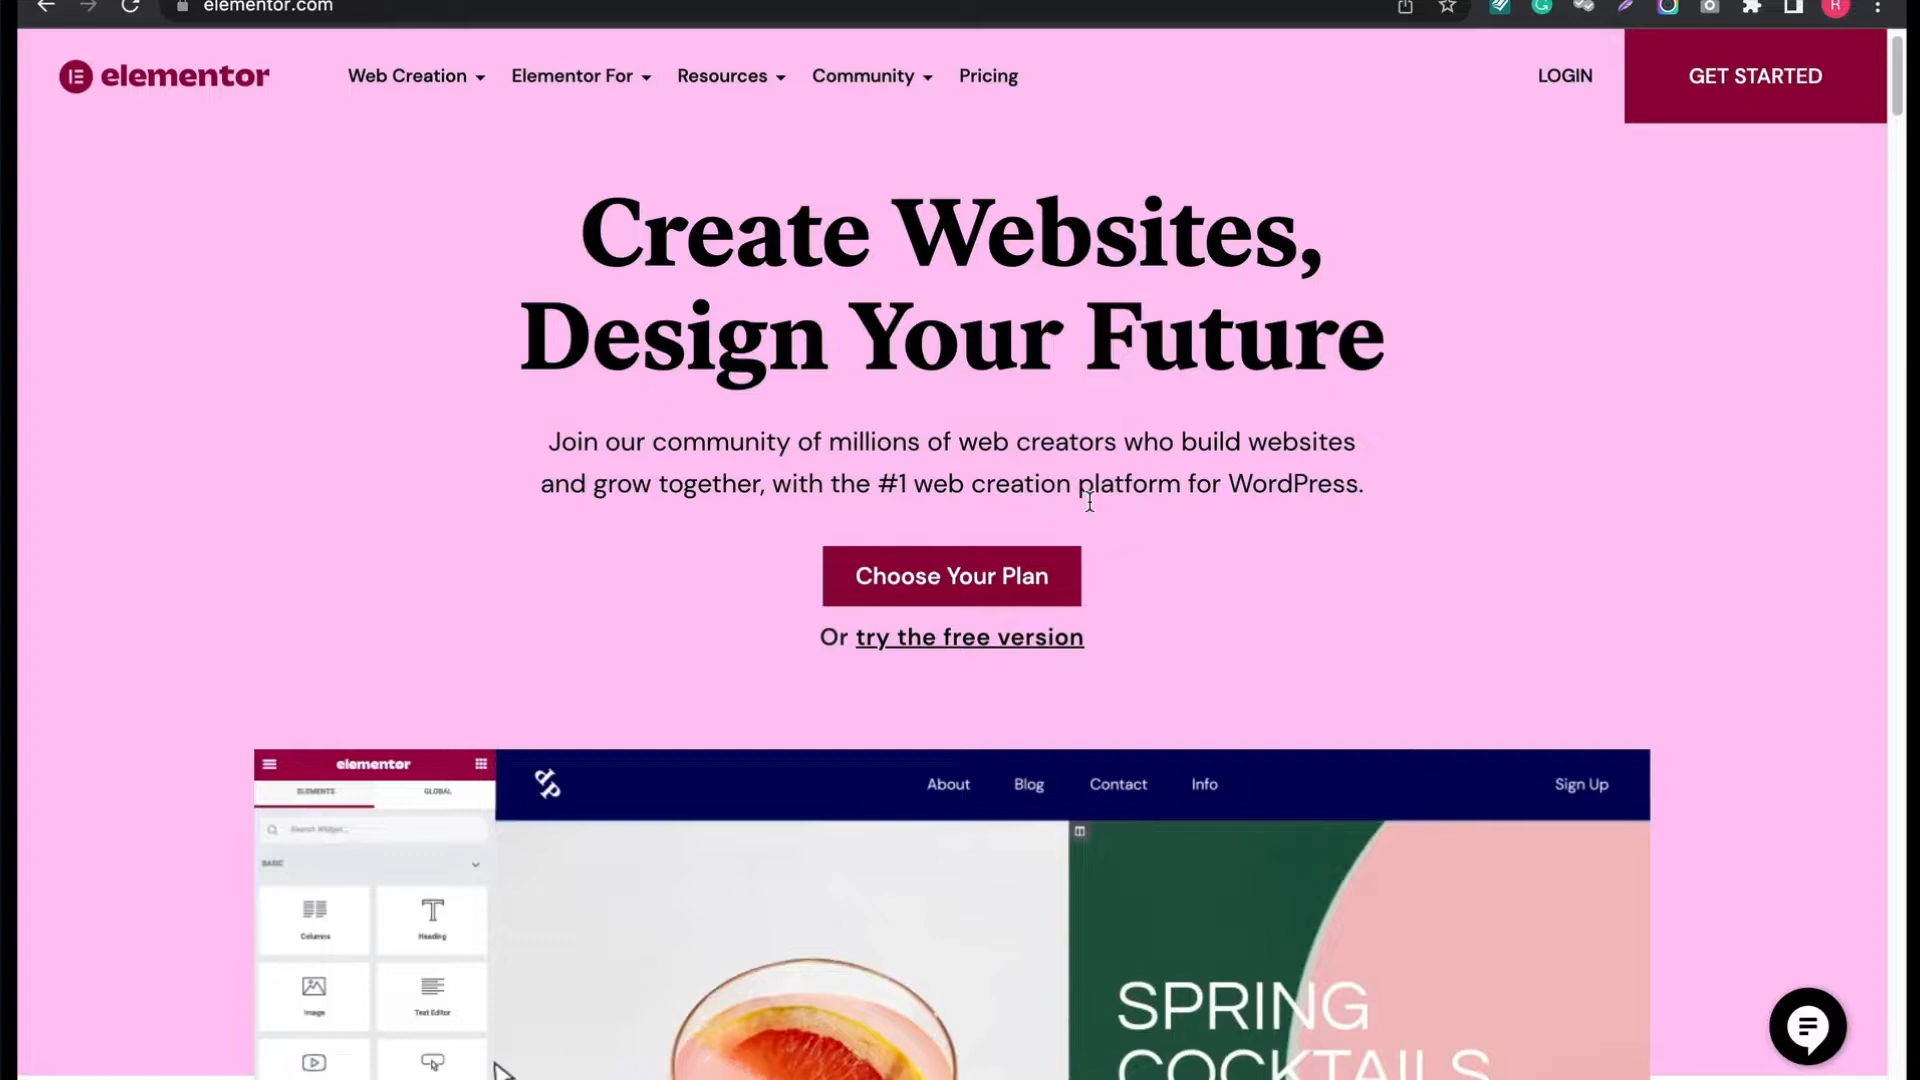 elementor.com
R
elementor
Web Creation
Elementor For
Resources
Community
Pricing
LOGIN
GET STARTED
Create Websites,
Design Your Future
Join our community of millions of web creators who build websites
and grow together, with the #1 web creation platform for WordPress.
Choose Your Plan
Or try the free version
elementor
ELEMENTS
GLOBAL
Search Widget...
BASIC
Columns
Heading
Image
Text Editor
About
Blog
Contact
Info
Sign Up
SPRING
COCKTAILS